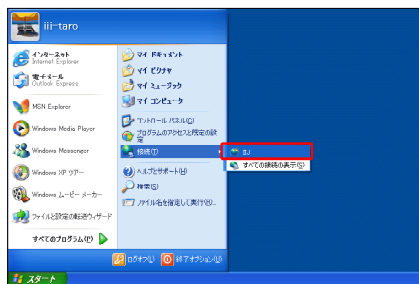 iii-taro
インターネット
Internet Explorer
電子メール
Outlook Express
MSN Explorer
Windows Media Player
Windows Messenger
Windows XP ツアー
Windows ムービー メーカー
ファイルと設定の転送ウィザード
すべてのプログラム(P)
マイ ドキュメント
マイ ピクチャ
マイ ミュージック
マイ コンピュータ
コントロール パネル(C)
プログラムのアクセスと既定の設
定
接続(T)
ヘルプとサポート(H)
検索(S)
ファイル名を指定して実行(R)...
IIJ
すべての接続の表示(S)
ログオフ(L)
終了オプション(U)
スタート